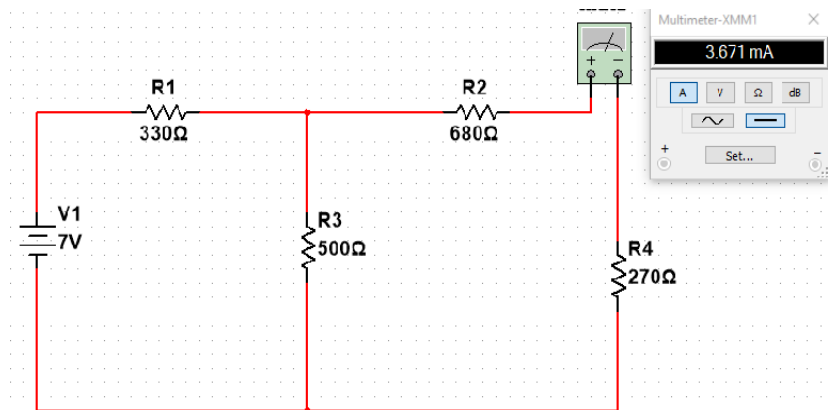 Multimeter-XMM1
3.671 mA
A V Ω dB
+ Set... –
+ –
R1
330Ω
R2
680Ω
V1
7V
R3
500Ω
R4
270Ω